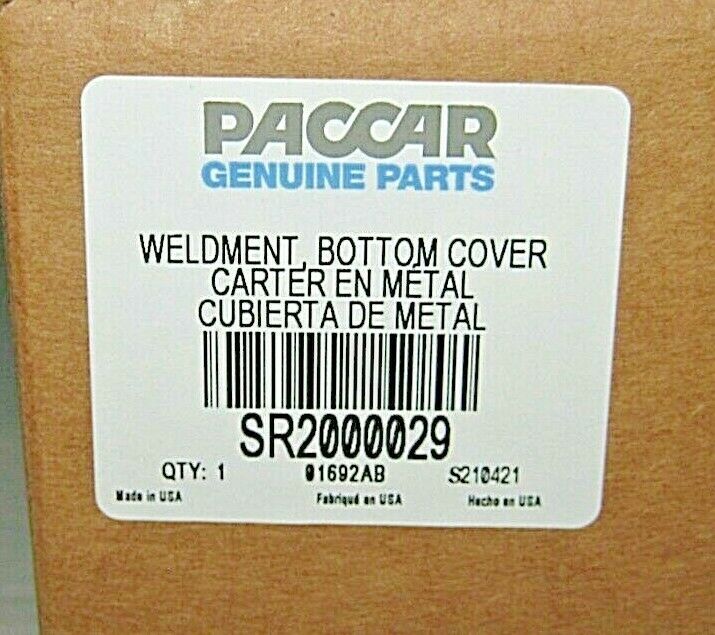 PACCAR
GENUINE PARTS
WELDMENT, BOTTOM COVER
CARTER EN MÉTAL
CUBIERTA DE METAL
SR2000029
QTY: 1 01692AB S210421
Made in USA Fabriqué en USA Hecho en USA